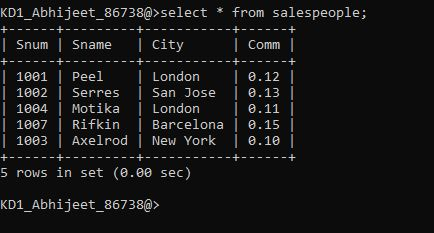 KD1_Abhijeet_86738@>select * from salespeople;
+------+---------+-----------+------+
| Snum | Sname   | City      | Comm |
+------+---------+-----------+------+
| 1001 | Peel    | London    | 0.12 |
| 1002 | Serres  | San Jose  | 0.13 |
| 1004 | Motika  | London    | 0.11 |
| 1007 | Rifkin  | Barcelona | 0.15 |
| 1003 | Axelrod | New York  | 0.10 |
+------+---------+-----------+------+
5 rows in set (0.00 sec)
KD1_Abhijeet_86738@>